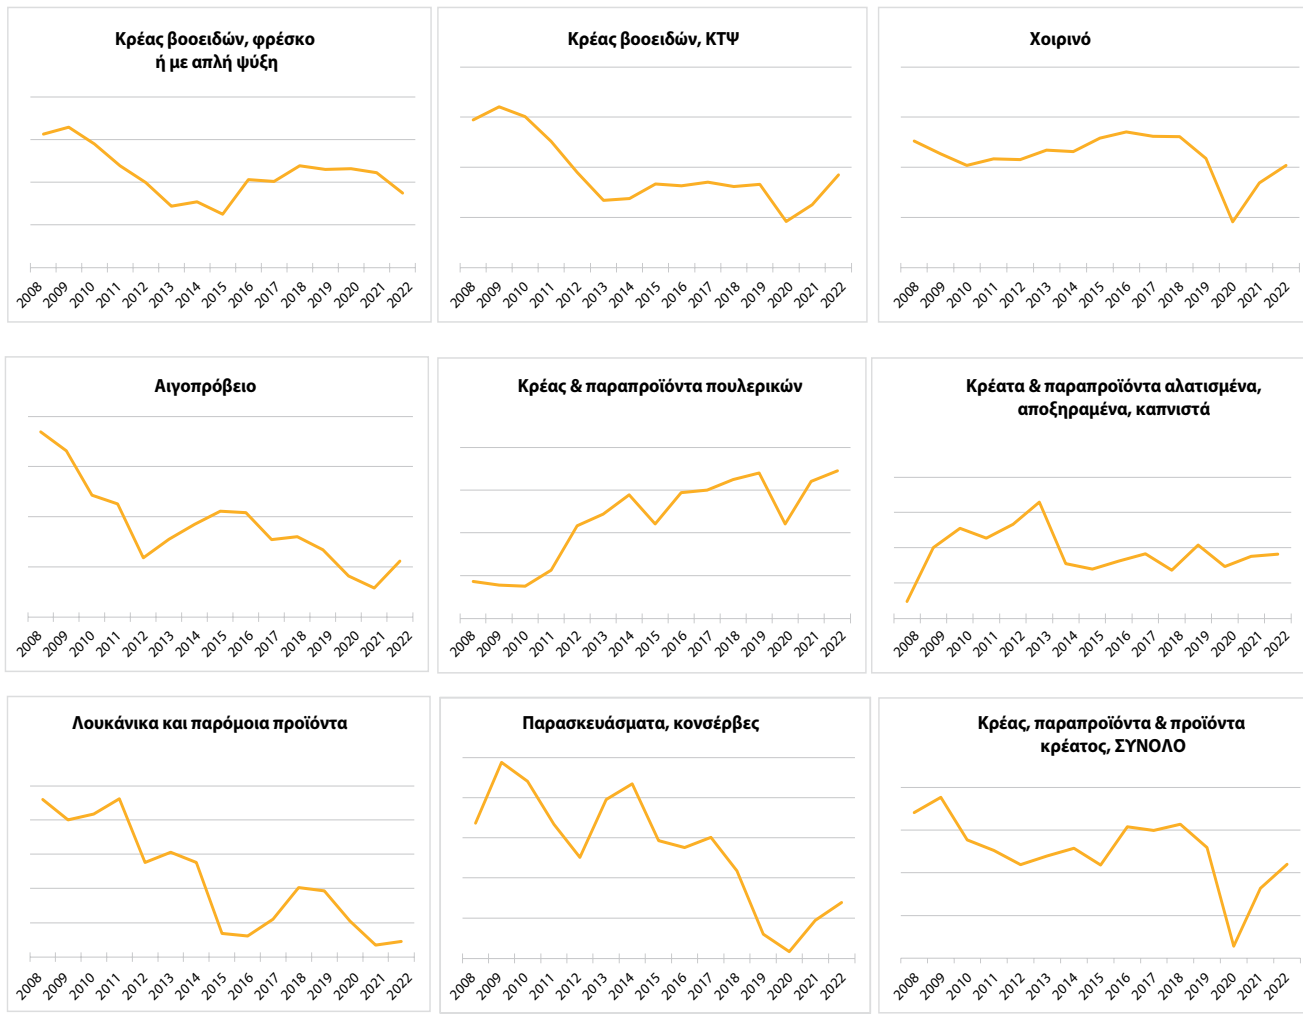 Κρέας βοοειδών, φρέσκο
ή με απλή ψύξη
2008 2009 2010 2011 2012 2013 2014 2015 2016 2017 2018 2019 2020 2021 2022
Κρέας βοοειδών, ΚΤΨ
2008 2009 2010 2011 2012 2013 2014 2015 2016 2017 2018 2019 2020 2021 2022
Χοιρινό
2008 2009 2010 2011 2012 2013 2014 2015 2016 2017 2018 2019 2020 2021 2022
Αιγοπρόβειο
2008 2009 2010 2011 2012 2013 2014 2015 2016 2017 2018 2019 2020 2021 2022
Κρέας & παραπροϊόντα πουλερικών
2008 2009 2010 2011 2012 2013 2014 2015 2016 2017 2018 2019 2020 2021 2022
Κρέατα & παραπροϊόντα αλατισμένα,
αποξηραμένα, καπνιστά
2008 2009 2010 2011 2012 2013 2014 2015 2016 2017 2018 2019 2020 2021 2022
Λουκάνικα και παρόμοια προϊόντα
2008 2009 2010 2011 2012 2013 2014 2015 2016 2017 2018 2019 2020 2021 2022
Παρασκευάσματα, κονσέρβες
2008 2009 2010 2011 2012 2013 2014 2015 2016 2017 2018 2019 2020 2021 2022
Κρέας, παραπροϊόντα & προϊόντα
κρέατος, ΣΥΝΟΛΟ
2008 2009 2010 2011 2012 2013 2014 2015 2016 2017 2018 2019 2020 2021 2022